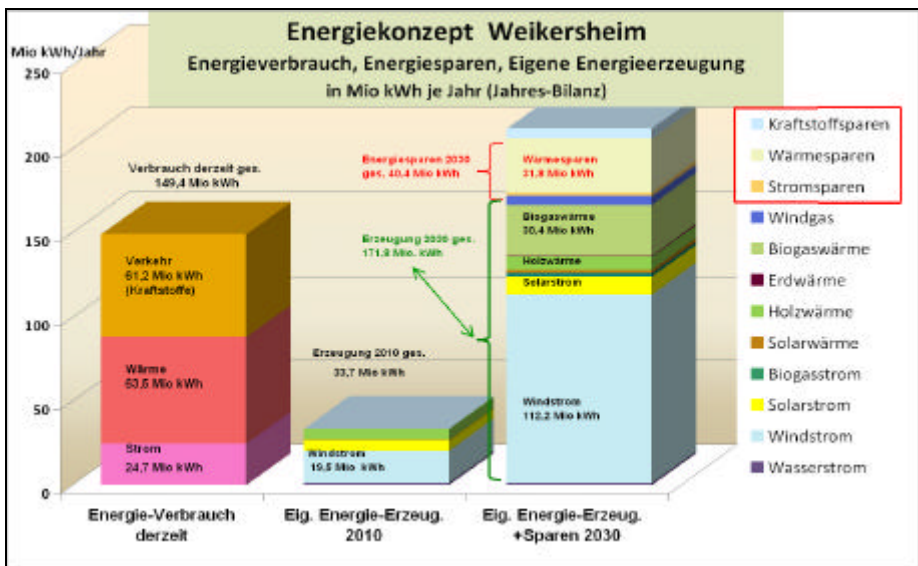 Energiekonzept Weikersheim
Energieverbrauch, Energiesparen, Eigene Energieerzeugung
in Mio kWh je Jahr (Jahres-Bilanz)
Mio kWh/Jahr
250
200
150
100
50
0
Verbrauch derzeit ges.
149,4 Mio kWh
Verkehr
61,2 Mio kWh
(Kraftstoffe)
Wärme
63,5 Mio kWh
Strom
24,7 Mio kWh
Erzeugung 2010 ges.
33,7 Mio kWh
Windstrom
19,5 Mio kWh
Energiesparen 2030
ges. 40,4 Mio kWh
Erzeugung 2030 ges.
171,8 Mio. kWh
Wärmesparen
31,8 Mio kWh
Biogaswärme
30,4 Mio kWh
Holzwärme
Solarstrom
Windstrom
112,2 Mio kWh
Kraftstoffsparen
Wärmesparen
Stromsparen
Windgas
Biogaswärme
Erdwärme
Holzwärme
Solarwärme
Biogasstrom
Solarstrom
Windstrom
Wasserstrom
Energie-Verbrauch
derzeit
Eig. Energie-Erzeug.
2010
Eig. Energie-Erzeug.
+Sparen 2030